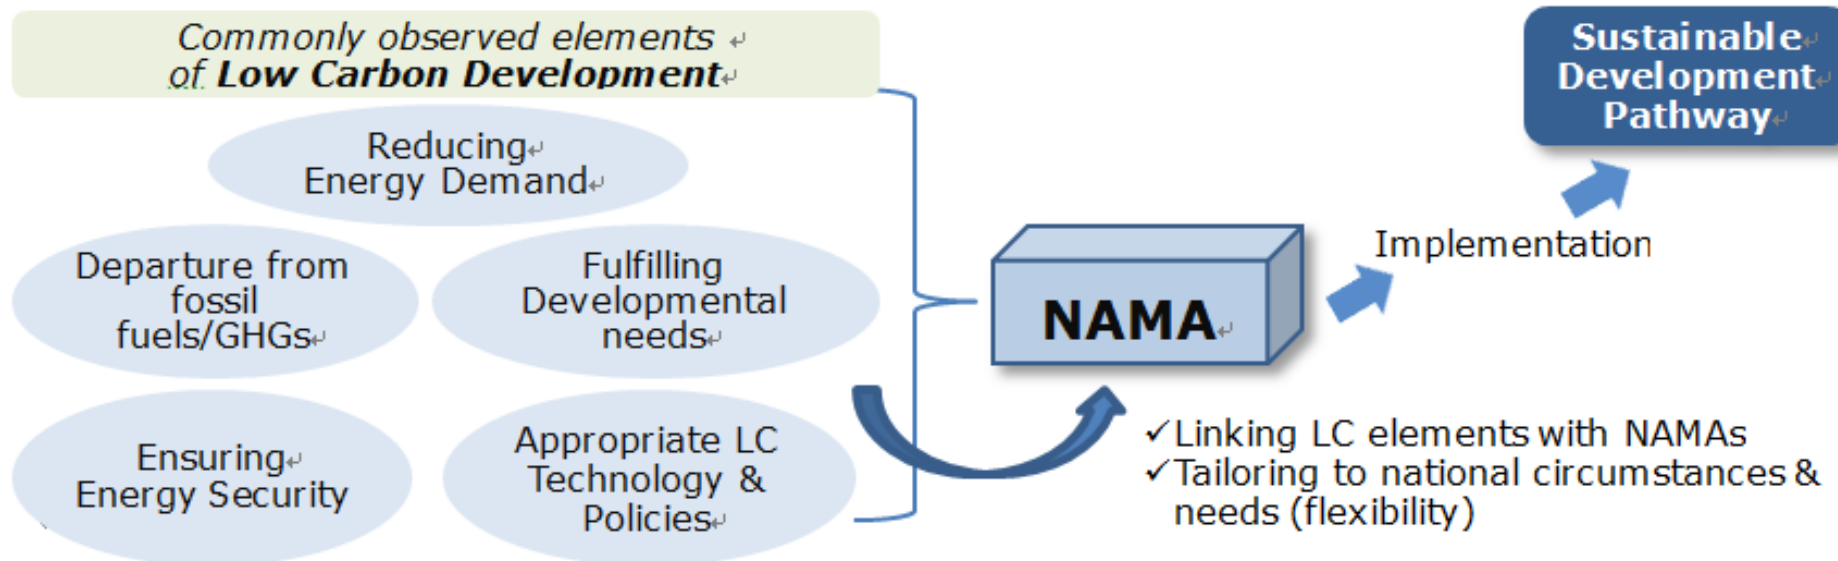 Commonly observed elements
of Low Carbon Development
Reducing
Energy Demand
Departure from
fossil
fuels/GHGs
Fulfilling
Developmental
needs
Ensuring
Energy Security
Appropriate LC
Technology &
Policies
NAMA
✓Linking LC elements with NAMAs
✓Tailoring to national circumstances &
needs (flexibility)
Implementation
Sustainable
Development
Pathway